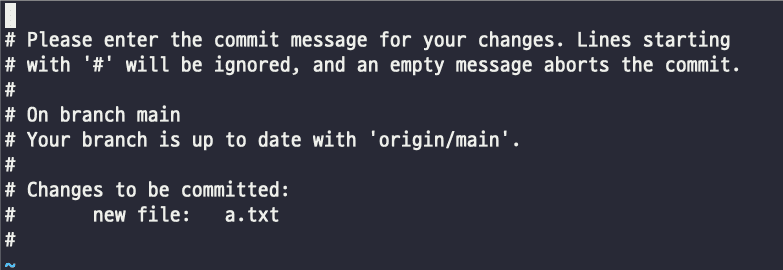 # Please enter the commit message for your changes. Lines starting
# with '#' will be ignored, and an empty message aborts the commit.
#
# On branch main
# Your branch is up to date with 'origin/main'.
#
# Changes to be committed:
#       new file:   a.txt
#
~